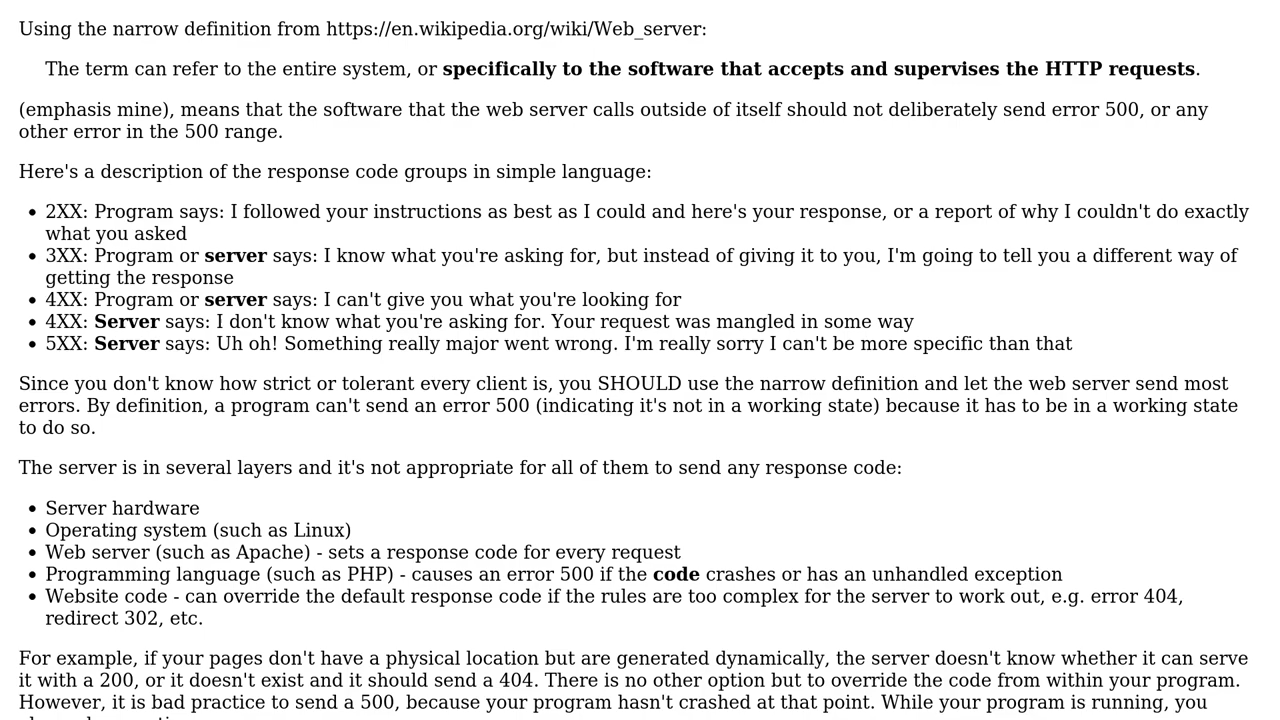 Using the narrow definition from https://en.wikipedia.org/wiki/Web_server:
The term can refer to the entire system, or specifically to the software that accepts and supervises the HTTP requests.
(emphasis mine), means that the software that the web server calls outside of itself should not deliberately send error 500, or any
other error in the 500 range.
Here's a description of the response code groups in simple language:
• 2XX: Program says: I followed your instructions as best as I could and here's your response, or a report of why I couldn't do exactly
what you asked
• 3XX: Program or server says: I know what you're asking for, but instead of giving it to you, I'm going to tell you a different way of
getting the response
• 4XX: Program or server says: I can't give you what you're looking for
• 4XX: Server says: I don't know what you're asking for. Your request was mangled in some way
• 5XX: Server says: Uh oh! Something really major went wrong. I'm really sorry I can't be more specific than that
Since you don't know how strict or tolerant every client is, you SHOULD use the narrow definition and let the web server send most
errors. By definition, a program can't send an error 500 (indicating it's not in a working state) because it has to be in a working state
to do so.
The server is in several layers and it's not appropriate for all of them to send any response code:
• Server hardware
• Operating system (such as Linux)
• Web server (such as Apache) - sets a response code for every request
• Programming language (such as PHP) - causes an error 500 if the code crashes or has an unhandled exception
• Website code - can override the default response code if the rules are too complex for the server to work out, e.g. error 404,
redirect 302, etc.
For example, if your pages don't have a physical location but are generated dynamically, the server doesn't know whether it can serve
it with a 200, or it doesn't exist and it should send a 404. There is no other option but to override the code from within your program.
However, it is bad practice to send a 500, because your program hasn't crashed at that point. While your program is running, you